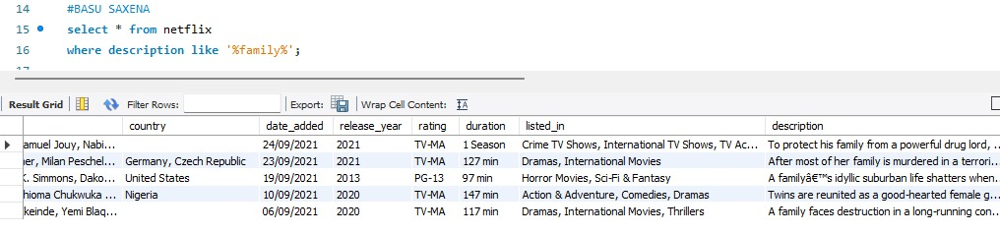 14 #BASU SAXENA
15 select * from netflix
16 where description like '%family%';
Result Grid Filter Rows: Export: Wrap Cell Content:
country date_added release_year rating duration listed_in description
amuel Jouy, Nabi... 24/09/2021 2021 TV-MA 1 Season Crime TV Shows, International TV Shows, TV Ac... To protect his family from a powerful drug lord, ...
er, Milan Peschel... Germany, Czech Republic 23/09/2021 2021 TV-MA 127 min Dramas, International Movies After most of her family is murdered in a terrori...
K. Simmons, Dako... United States 19/09/2021 2013 PG-13 97 min Horror Movies, Sci-Fi & Fantasy A familyâ€™s idyllic suburban life shatters when...
hioma Chukwuka ... Nigeria 10/09/2021 2020 TV-MA 147 min Action & Adventure, Comedies, Dramas Twins are reunited as a good-hearted female g...
keinde, Yemi Blaq... 06/09/2021 2020 TV-MA 117 min Dramas, International Movies, Thrillers A family faces destruction in a long-running con...